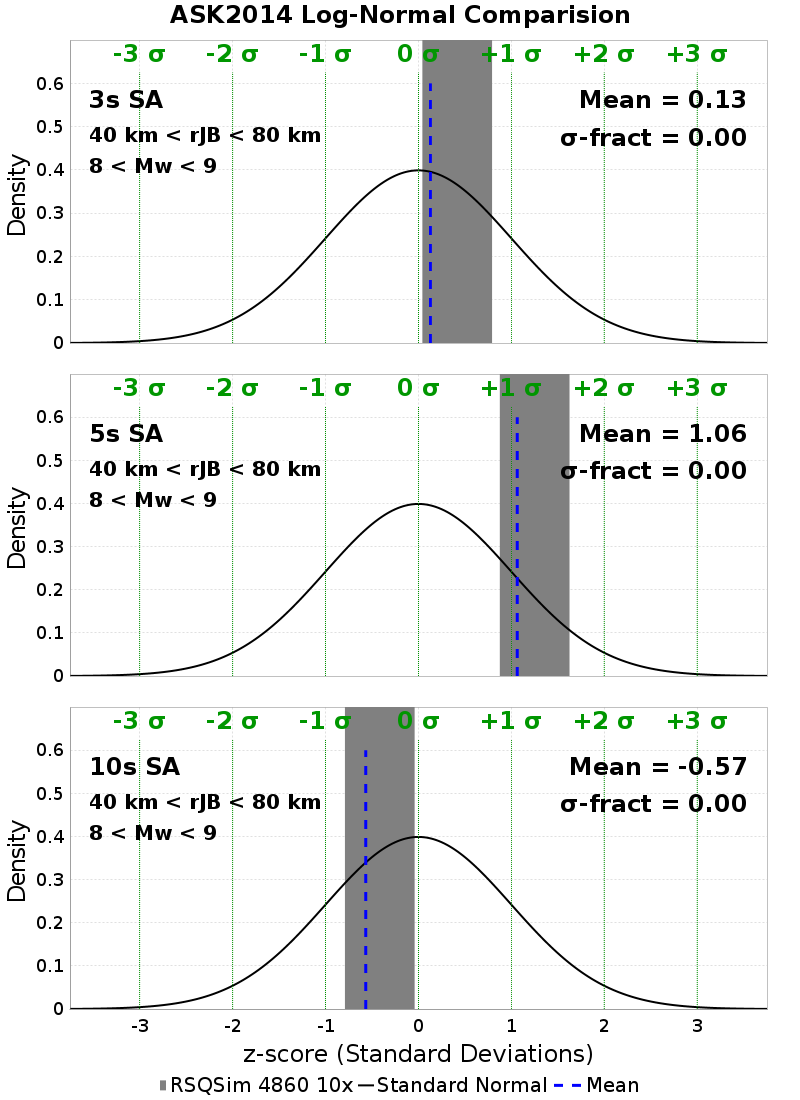 ASK2014 Log-Normal Comparision
-3 σ -2 σ -1 σ 0 σ +1 σ +2 σ +3 σ
3s SA
40 km < rJB < 80 km
8 < Mw < 9
Mean = 0.13
σ-fract = 0.00
Density
0.6
0.5
0.4
0.3
0.2
0.1
0
-3 σ -2 σ -1 σ 0 σ +1 σ +2 σ +3 σ
5s SA
40 km < rJB < 80 km
8 < Mw < 9
Mean = 1.06
σ-fract = 0.00
Density
0.6
0.5
0.4
0.3
0.2
0.1
0
-3 σ -2 σ -1 σ 0 σ +1 σ +2 σ +3 σ
10s SA
40 km < rJB < 80 km
8 < Mw < 9
Mean = -0.57
σ-fract = 0.00
Density
0.6
0.5
0.4
0.3
0.2
0.1
0
-3 -2 -1 0 1 2 3
z-score (Standard Deviations)
RSQSim 4860 10x Standard Normal Mean